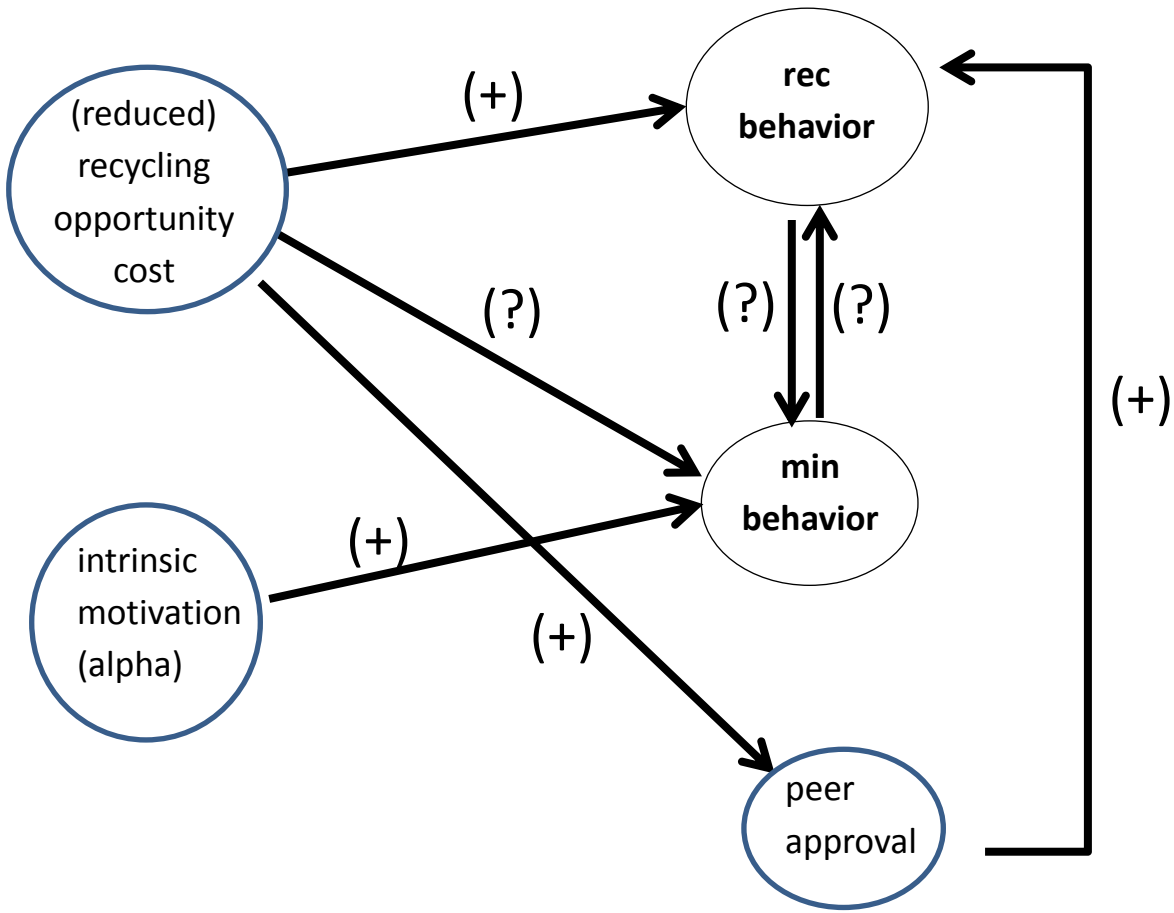 (reduced)
recycling
opportunity
cost
(+)
rec
behavior
(?)
(?)
(?)
(+)
min
behavior
intrinsic
motivation
(alpha)
(+)
(+)
peer
approval